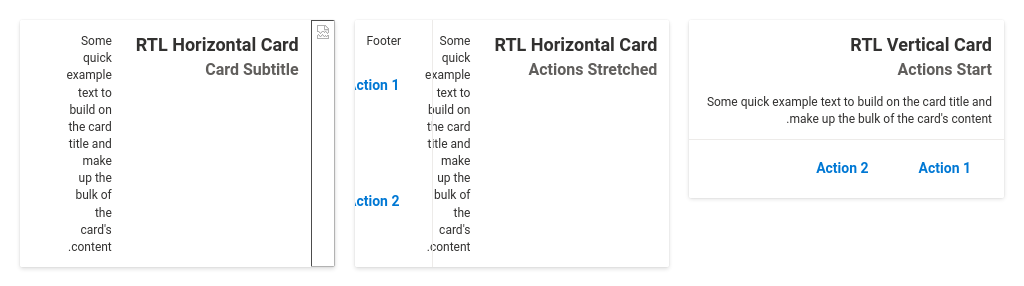 RTL Horizontal Card
Card Subtitle
Some
quick
example
text to
build on
the card
title and
make
up the
bulk of
the
card's
.content
RTL Horizontal Card
Actions Stretched
Some
quick
example
text to
build on
the card
title and
make
up the
bulk of
the
card's
.content
Footer
ction 1
ction 2
RTL Vertical Card
Actions Start
Some quick example text to build on the card title and
.make up the bulk of the card's content
Action 2 Action 1